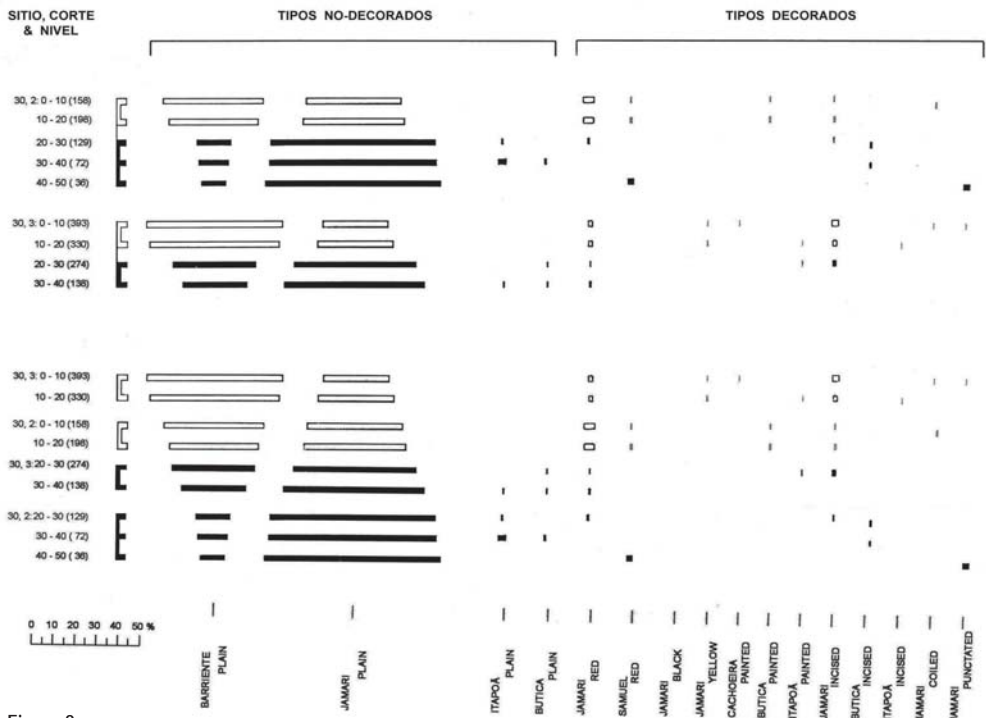 SITIO, CORTE
& NIVEL
TIPOS NO-DECORADOS
TIPOS DECORADOS
30, 2: 0 - 10 (158)
10 - 20 (198)
20 - 30 (129)
30 - 40 ( 72)
40 - 50 ( 36)
30, 3: 0 - 10 (393)
10 - 20 (330)
20 - 30 (274)
30 - 40 (138)
30, 3: 0 - 10 (393)
10 - 20 (330)
30, 2: 0 - 10 (158)
10 - 20 (198)
30, 3:20 - 30 (274)
30 - 40 (138)
30, 2:20 - 30 (129)
30 - 40 ( 72)
40 - 50 ( 36)
0 10 20 30 40 50 %
BARRIENTE
PLAIN
JAMARI
PLAIN
ITAPOÃ
PLAIN
BUTICA
PLAIN
JAMARI
RED
SAMUEL
RED
JAMARI
BLACK
JAMARI
YELLOW
CACHOEIRA
PAINTED
BUTICA
PAINTED
ITAPOÃ
PAINTED
JAMARI
INCISED
BUTICA
INCISED
ITAPOÃ
INCISED
JAMARI
COILED
JAMARI
PUNCTATED